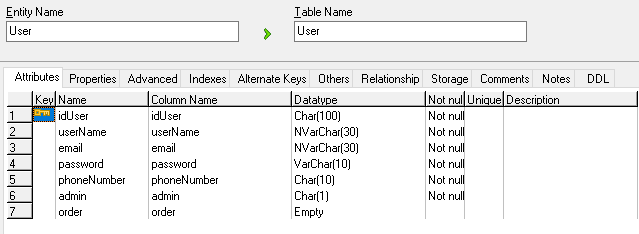 Entity Name Table Name
User User
Attributes Properties Advanced Indexes Alternate Keys Others Relationship Storage Comments Notes DDL
Key Name Column Name Datatype Not nul Unique Description
1 idUser idUser Char(100) Not null
2 userName userName NVarChar(30) Not null
3 email email NVarChar(30) Not null
4 password password VarChar(10) Not null
5 phoneNumber phoneNumber Char(10) Not null
6 admin admin Char(1) Not null
7 order order Empty